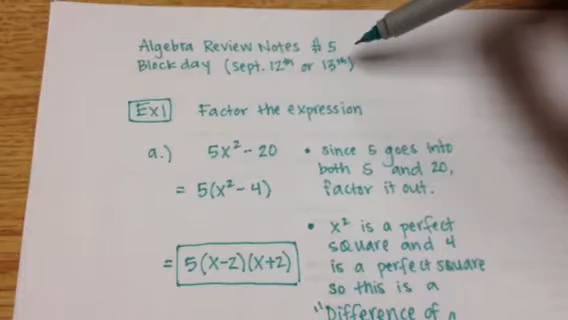 Algebra Review Notes # 5
Block day (Sept. 12th or 13th)
Ex1 Factor the expression
a.) 5x² - 20
= 5(x² - 4)
= 5(x-2)(x+2)
• since 5 goes into
both 5 and 20,
factor it out.
• x² is a perfect
square and 4
is a perfect square
so this is a
"Difference of